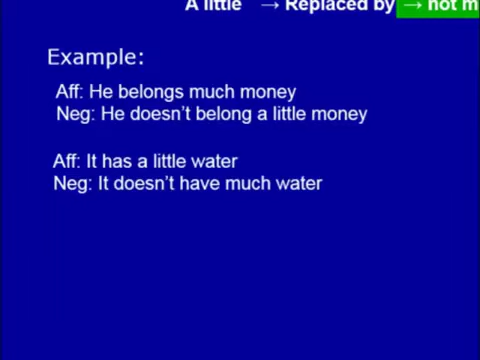 A little → Replaced by → not m
Example:
Aff: He belongs much money
Neg: He doesn't belong a little money
Aff: It has a little water
Neg: It doesn't have much water